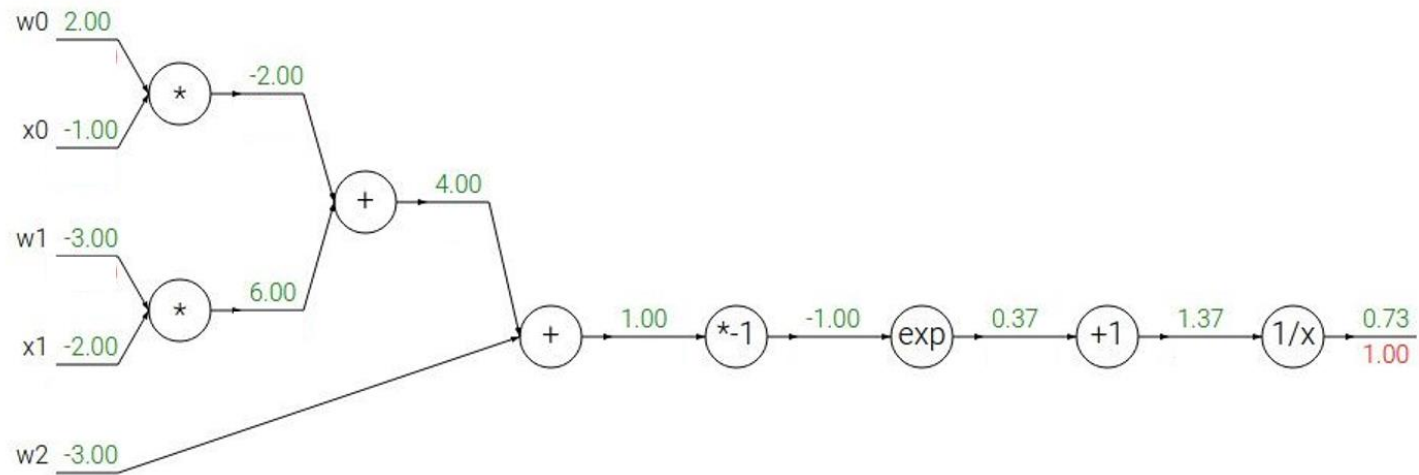 w0 2.00
* -2.00
x0 -1.00
+ 4.00
w1 -3.00
* 6.00
x1 -2.00
+ 1.00 *-1 -1.00 exp 0.37 +1 1.37 1/x 0.73
1.00
w2 -3.00